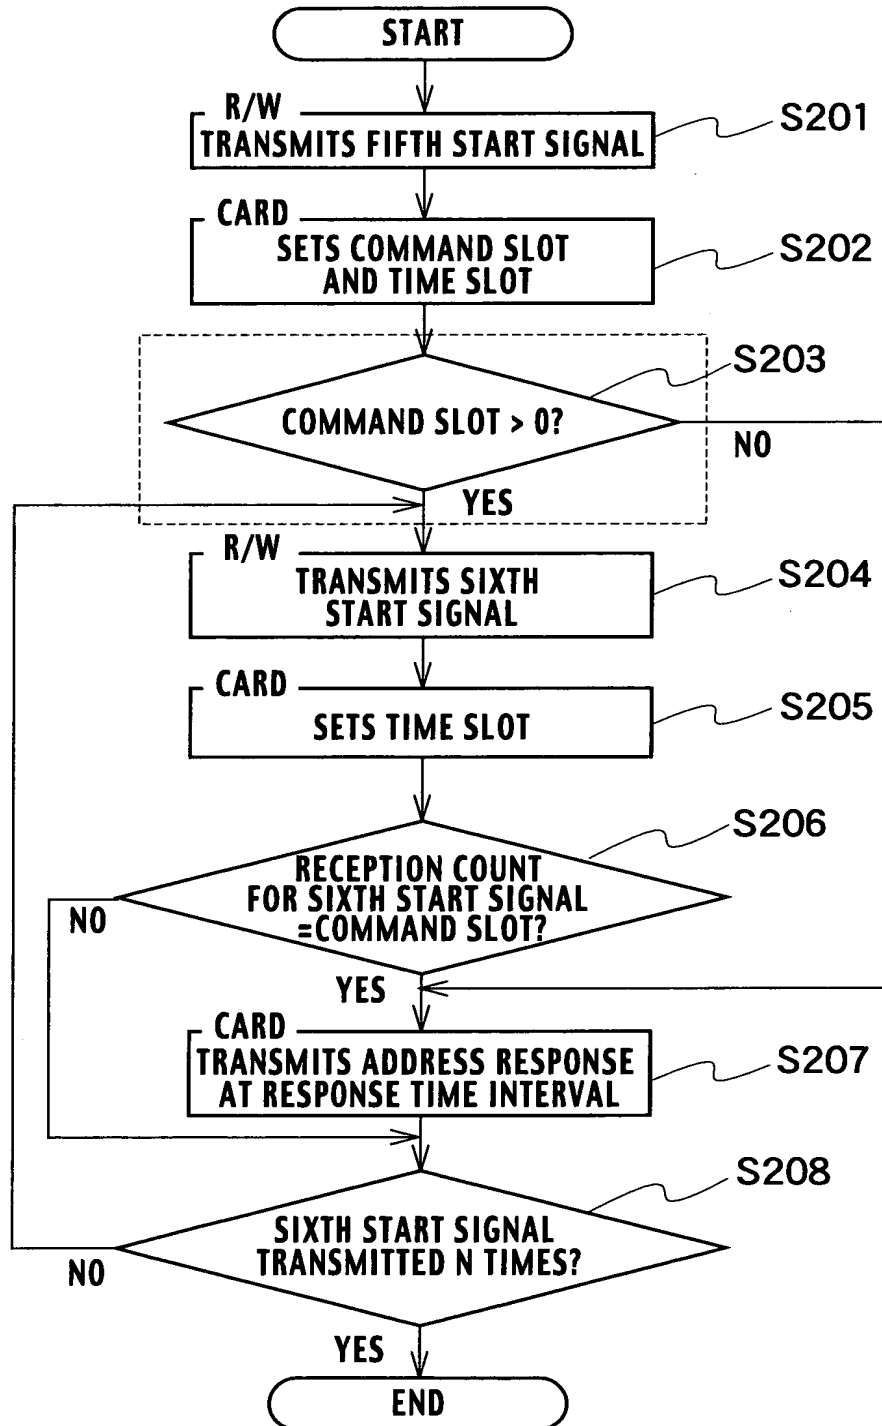 START
R/W
TRANSMITS FIFTH START SIGNAL
S201
CARD
SETS COMMAND SLOT
AND TIME SLOT
S202
COMMAND SLOT > 0?
S203
NO
YES
R/W
TRANSMITS SIXTH
START SIGNAL
S204
CARD
SETS TIME SLOT
S205
RECEPTION COUNT
FOR SIXTH START SIGNAL
=COMMAND SLOT?
S206
NO
YES
CARD
TRANSMITS ADDRESS RESPONSE
AT RESPONSE TIME INTERVAL
S207
SIXTH START SIGNAL
TRANSMITTED N TIMES?
S208
NO
YES
END